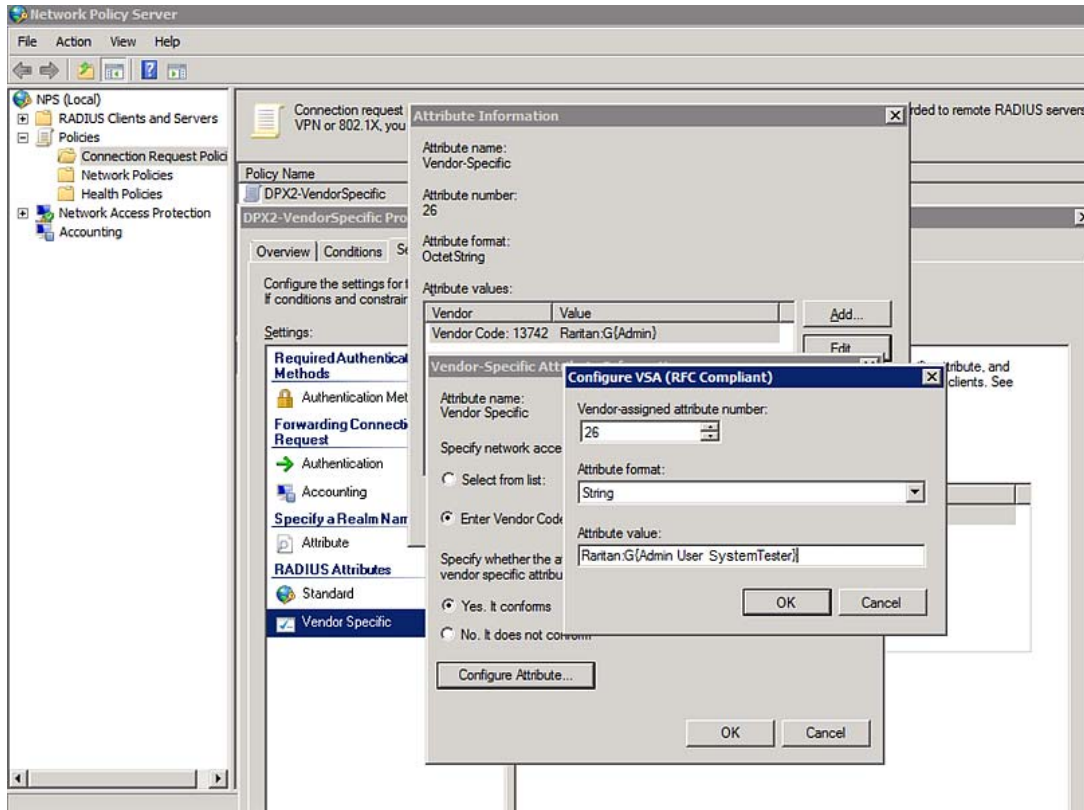 Network Policy Server
File Action View Help
NPS (Local)
RADIUS Clients and Servers
Policies
Connection Request Polici
Network Policies
Health Policies
Network Access Protection
Accounting
Connection request
VPN or 802.1X, you
rded to remote RADIUS servers
Policy Name
DPX2-VendorSpecific
DPX2-VendorSpecific Pro
Overview Conditions Se
Configure the settings for t
If conditions and constrain
Settings:
Required Authenticat
Methods
Authentication Met
Forwarding Connecti
Request
Authentication
Accounting
Specify a Realm Nam
Attribute
RADIUS Attributes
Standard
Vendor Specific
Attribute Information
Attribute name:
Vendor-Specific
Attribute number:
26
Attribute format:
OctetString
Attribute values:
Vendor Value
Vendor Code: 13742 Raritan:G{Admin}
Add...
Edit
tribute, and
clients. See
Vendor-Specific Att
Attribute name:
Vendor Specific
Specify network acce
Select from list:
Enter Vendor Code
Specify whether the a
vendor specific attribu
Yes. It conforms
No. It does not conform
Configure Attribute...
OK Cancel
Configure VSA (RFC Compliant)
Vendor-assigned attribute number:
26
Attribute format:
String
Attribute value:
Raritan:G{Admin User SystemTester}
OK Cancel